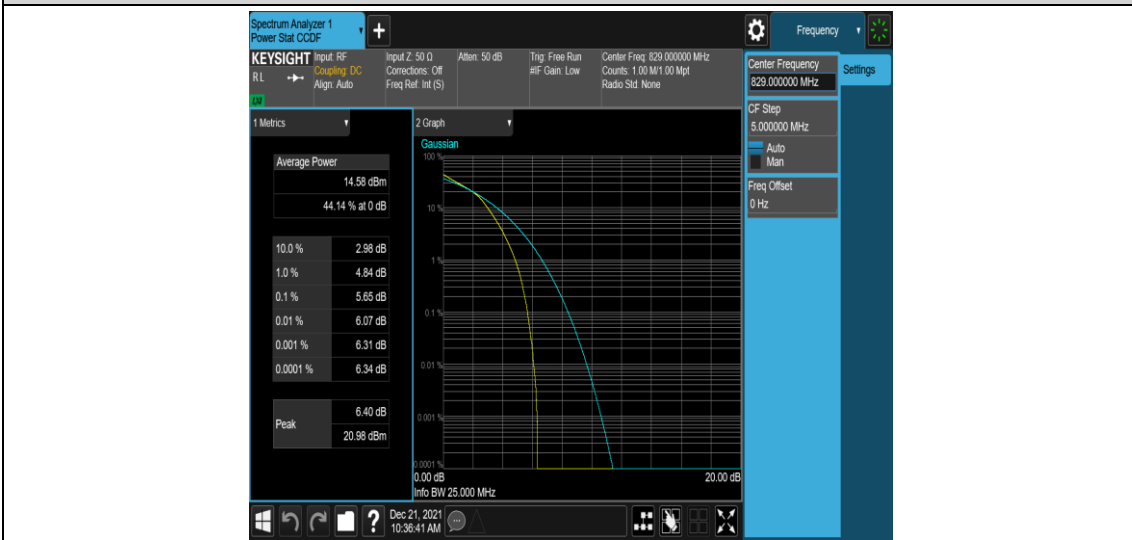 Spectrum Analyzer 1
Power Stat CCDF
+
Frequency
KEYSIGHT
RL
LXI
Input: RF
Coupling: DC
Align: Auto
Input Z: 50 Ω
Corrections: Off
Freq Ref: Int (S)
Atten: 50 dB
Trig: Free Run
#IF Gain: Low
Center Freq: 829.000000 MHz
Counts: 1.00 M/1.00 Mpt
Radio Std: None
Center Frequency
829.000000 MHz
Settings
CF Step
5.000000 MHz
Auto
Man
Freq Offset
0 Hz
1 Metrics
Average Power
14.58 dBm
44.14 % at 0 dB
10.0 % 2.98 dB
1.0 % 4.84 dB
0.1 % 5.65 dB
0.01 % 6.07 dB
0.001 % 6.31 dB
0.0001 % 6.34 dB
Peak
6.40 dB
20.98 dBm
2 Graph
Gaussian
100 %
10 %
1 %
0.1 %
0.01 %
0.001 %
0.0001 %
0.00 dB 20.00 dB
Info BW 25.000 MHz
?
Dec 21, 2021
10:36:41 AM